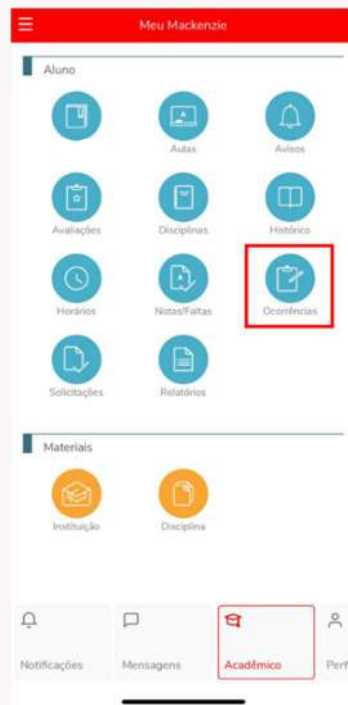 Meu Mackenzie
Aluno
Aulas
Avisos
Avaliações
Disciplinas
Histórico
Horários
Notas/Faltas
Ocorrências
Solicitações
Relatórios
Materiais
Instituição
Disciplina
Notificações
Mensagens
Acadêmico
Perf